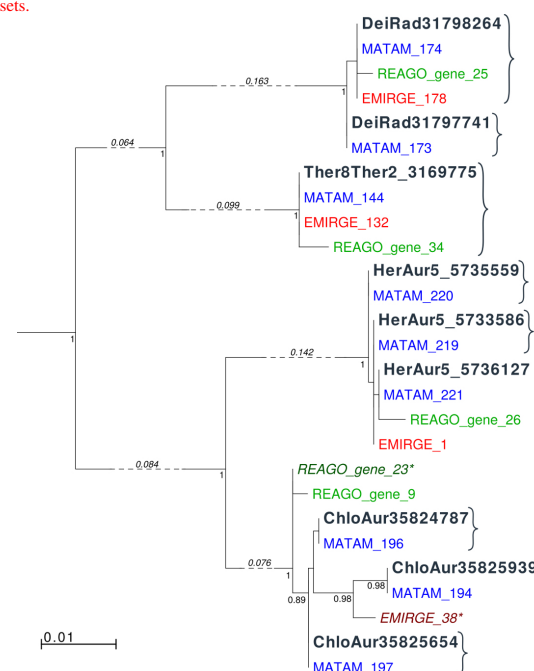 sets.
DeiRad31798264
MATAM_174
REAGO_gene_25
0.163
EMIRGE_178
1
DeiRad31797741
0.064
MATAM_173
1
Ther8Ther2_3169775
MATAM_144
0.099
1
EMIRGE_132
REAGO_gene_34
HerAur5_5735559
MATAM_220
HerAur5_5733586
1
MATAM_219
0.142
1
HerAur5_5736127
MATAM_221
REAGO_gene_26
EMIRGE_1
0.084
1
REAGO_gene_23*
REAGO_gene_9
ChloAur35824787
MATAM_196
0.076
1
ChloAur35825939
0.98
MATAM_194
0.89
0.98
EMIRGE_38*
0.01
ChloAur35825654
MATAM_197